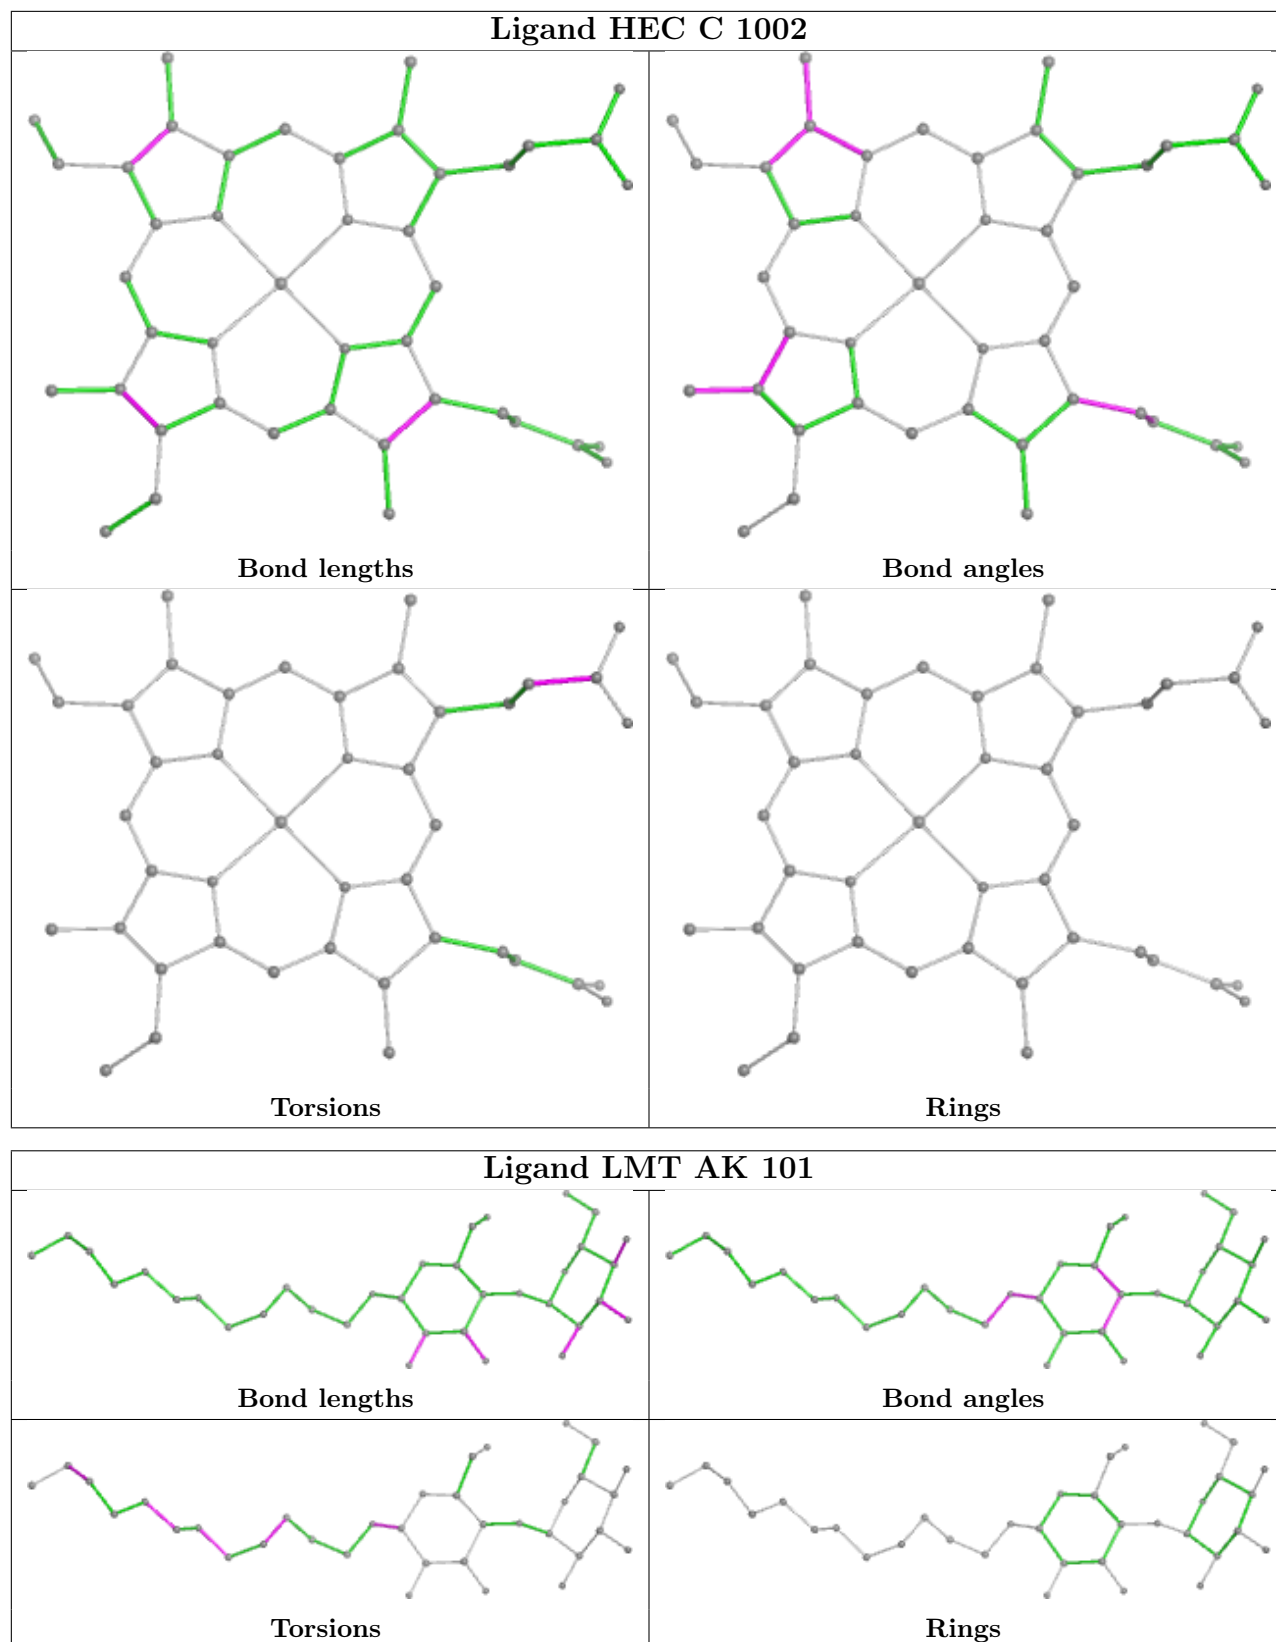 Ligand HEC C 1002
Bond lengths
Bond angles
Torsions
Rings
Ligand LMT AK 101
Bond lengths
Bond angles
Torsions
Rings